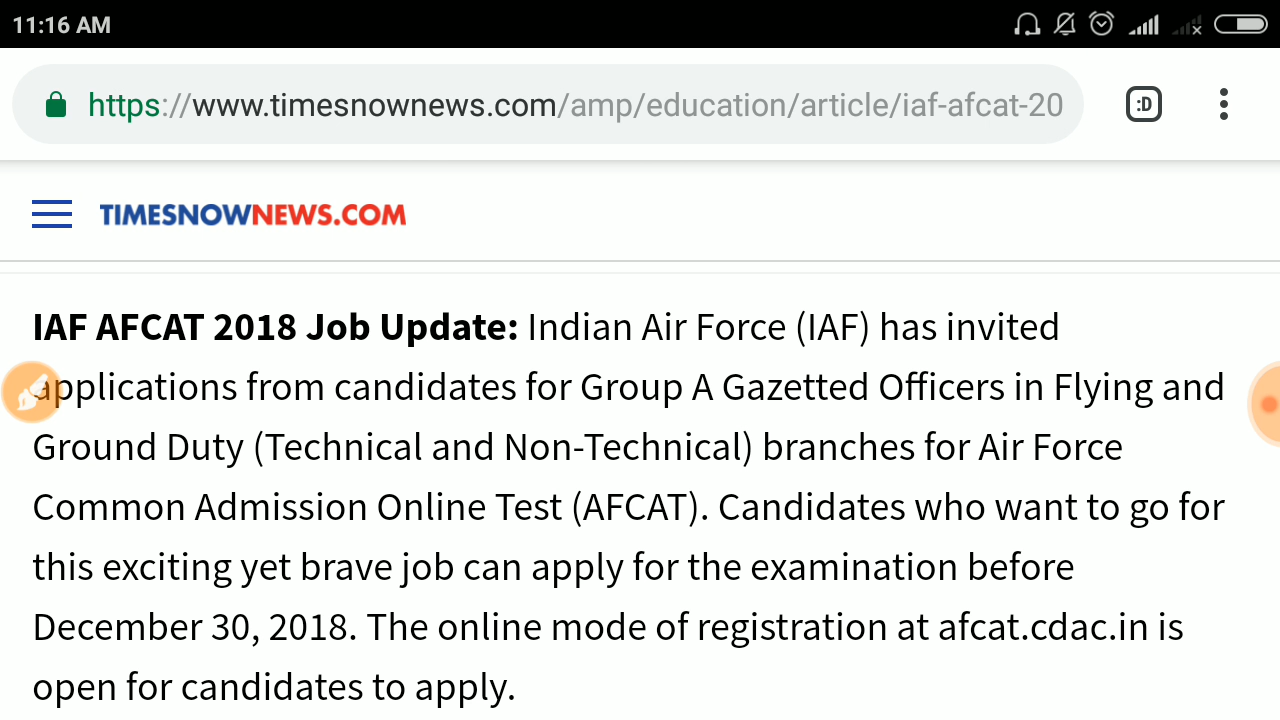 11:16 AM
https://www.timesnownews.com/amp/education/article/iaf-afcat-20
:D
TIMESNOWNEWS.COM
IAF AFCAT 2018 Job Update: Indian Air Force (IAF) has invited
applications from candidates for Group A Gazetted Officers in Flying and
Ground Duty (Technical and Non-Technical) branches for Air Force
Common Admission Online Test (AFCAT). Candidates who want to go for
this exciting yet brave job can apply for the examination before
December 30, 2018. The online mode of registration at afcat.cdac.in is
open for candidates to apply.